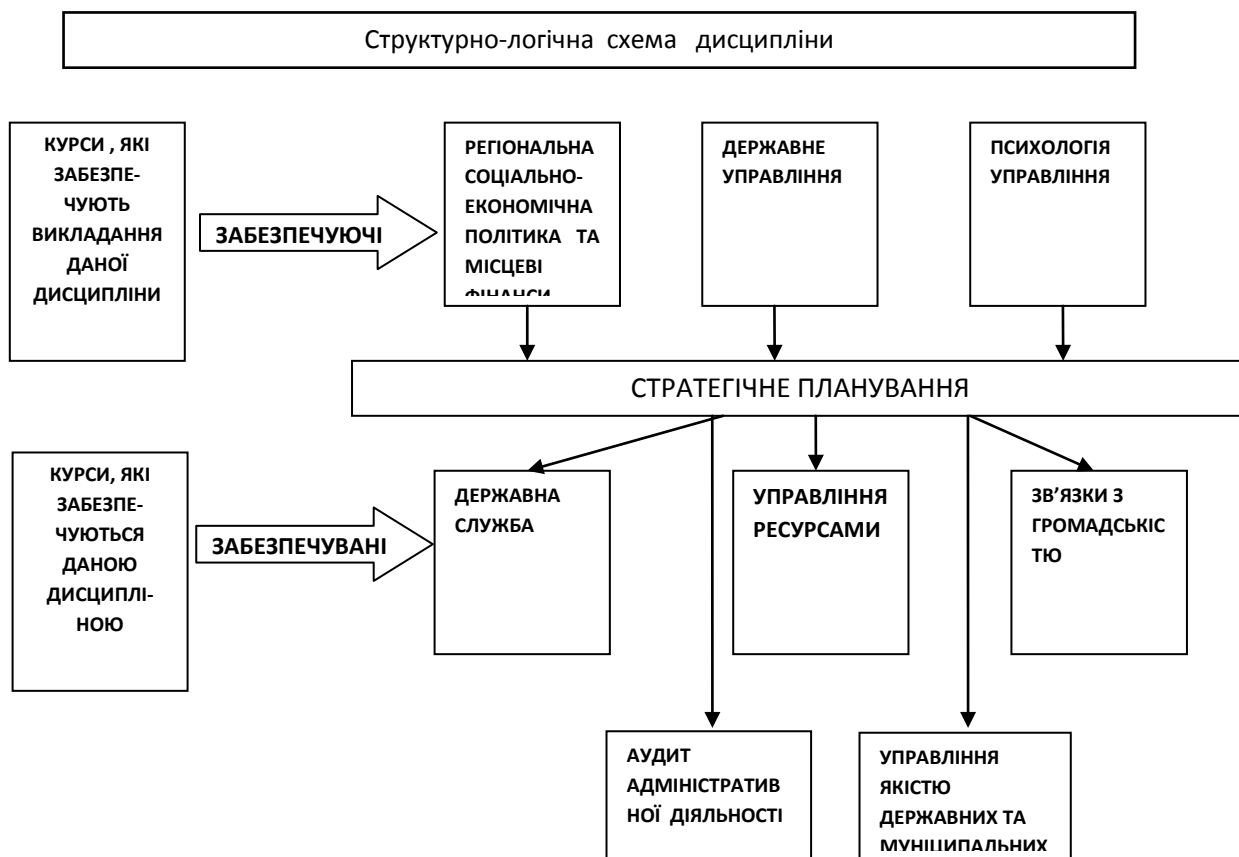 Структурно-логічна схема дисципліни
КУРСИ , ЯКІ
ЗАБЕЗПЕ-
ЧУЮТЬ
ВИКЛАДАННЯ
ДАНОЇ
ДИСЦИПЛІНИ
ЗАБЕЗПЕЧУЮЧІ
РЕГІОНАЛЬНА
СОЦІАЛЬНО-
ЕКОНОМІЧНА
ПОЛІТИКА ТА
МІСЦЕВІ
ФІНАНСИ
ДЕРЖАВНЕ
УПРАВЛІННЯ
ПСИХОЛОГІЯ
УПРАВЛІННЯ
СТРАТЕГІЧНЕ ПЛАНУВАННЯ
КУРСИ, ЯКІ
ЗАБЕЗПЕ-
ЧУЮТЬСЯ
ДАНОЮ
ДИСЦИПЛІ-
НОЮ
ЗАБЕЗПЕЧУВАНІ
ДЕРЖАВНА
СЛУЖБА
УПРАВЛІННЯ
РЕСУРСАМИ
ЗВ’ЯЗКИ З
ГРОМАДСЬКІС
ТЮ
АУДИТ
АДМІНІСТРАТИВ
НОЇ ДІЯЛЬНОСТІ
УПРАВЛІННЯ
ЯКІСТЮ
ДЕРЖАВНИХ ТА
МУНІЦИПАЛЬНИХ